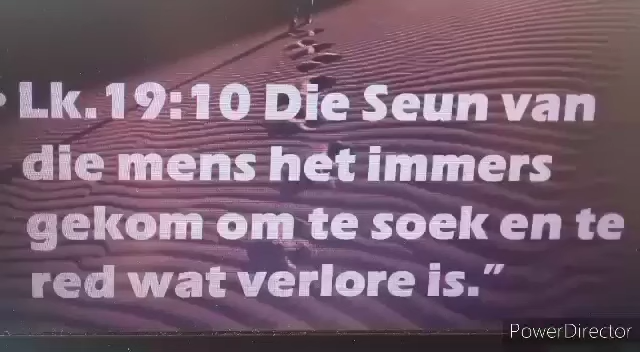 • Lk.19:10 Die Seun van
die mens het immers
gekom om te soek en te
red wat verlore is.”
PowerDirector